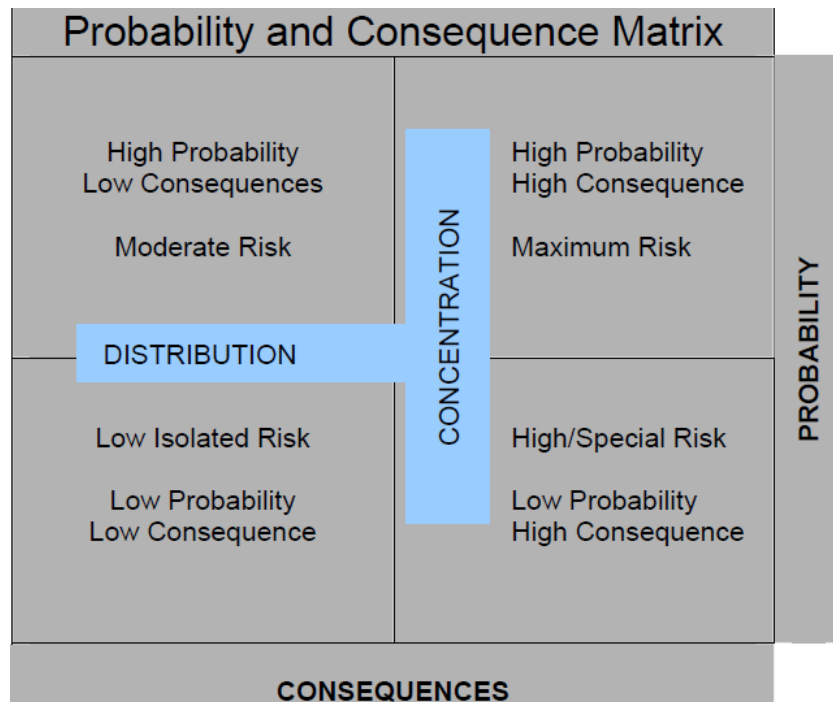 Probability and Consequence Matrix
High Probability
Low Consequences
Moderate Risk
High Probability
High Consequence
Maximum Risk
DISTRIBUTION
CONCENTRATION
Low Isolated Risk
Low Probability
Low Consequence
High/Special Risk
Low Probability
High Consequence
PROBABILITY
CONSEQUENCES